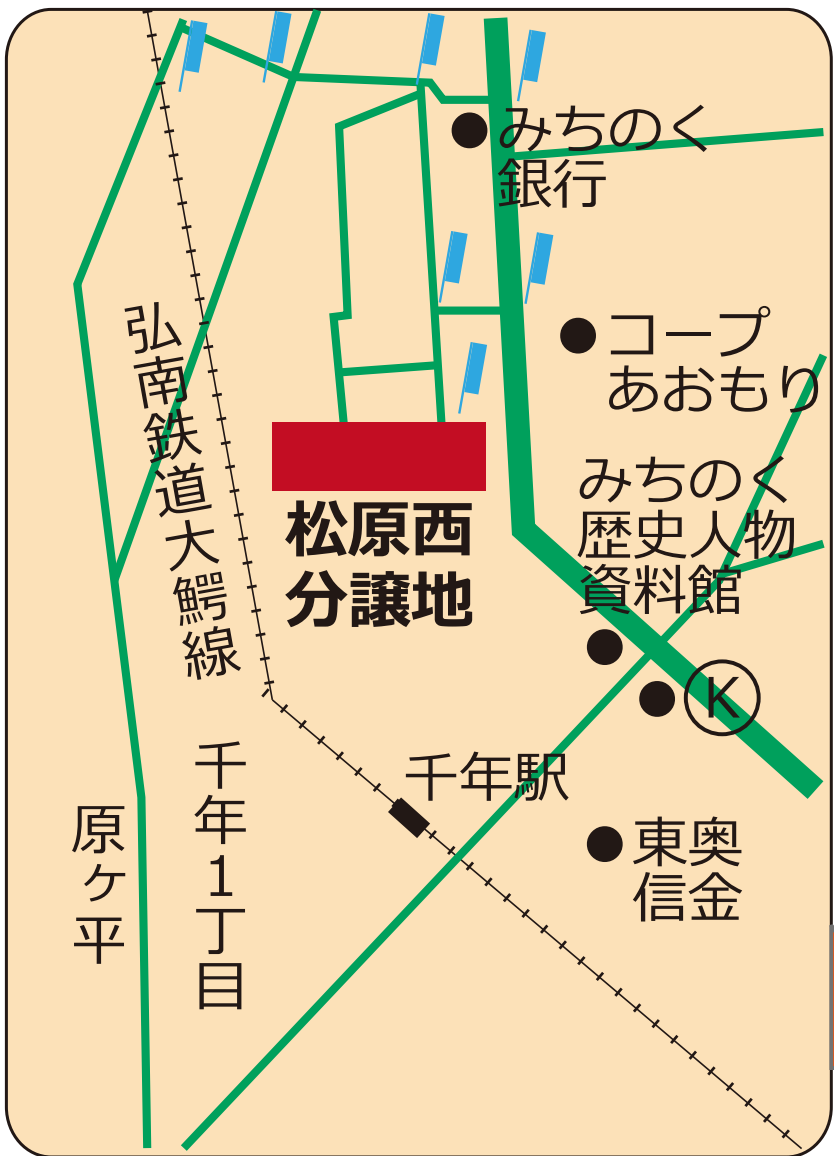 みちのく
銀行
コープ
あおもり
弘南鉄道大鰐線
みちのく
歴史人物
資料館
松原西
分譲地
K
千年駅
千年1丁目
原ヶ平
東奥
信金